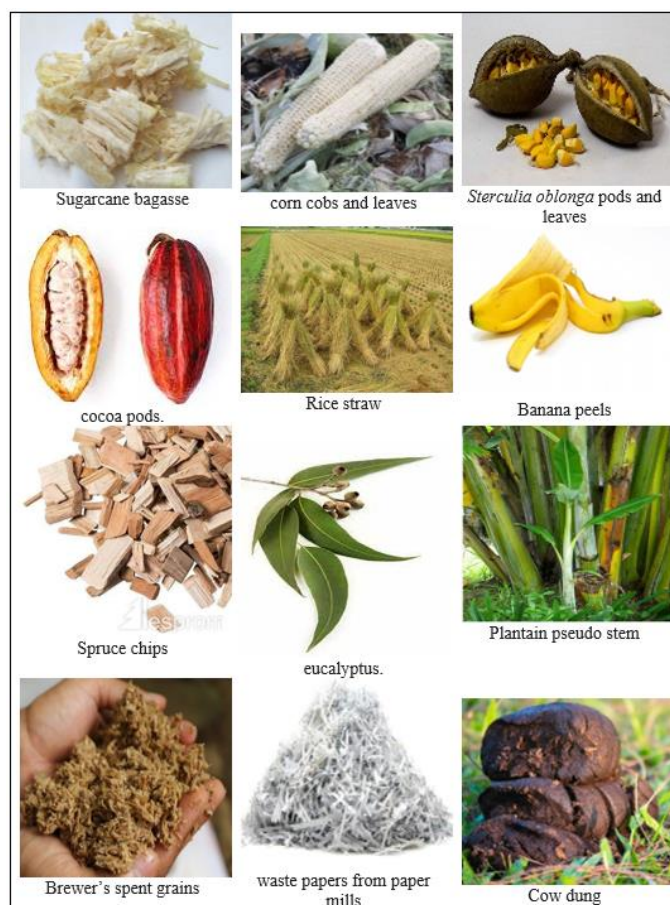 Sugarcane bagasse
corn cobs and leaves
Sterculia oblonga pods and
leaves
cocoa pods.
Rice straw
Banana peels
lesprom
Spruce chips
eucalyptus.
Plantain pseudo stem
Brewer’s spent grains
waste papers from paper
mills
Cow dung